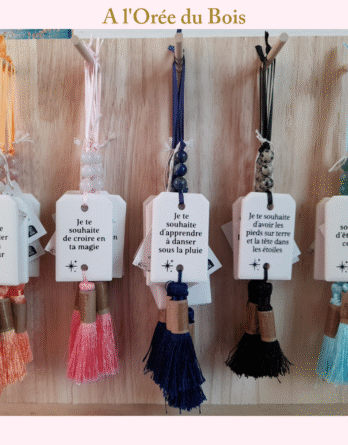 A l'Orée du Bois
Je te
souhaite
de croire en
ta magie
Je te
souhaite
d'apprendre
à danser
sous la pluie
Je te souhaite
d'avoir les
pieds sur terre
et la tête dans
les étoiles